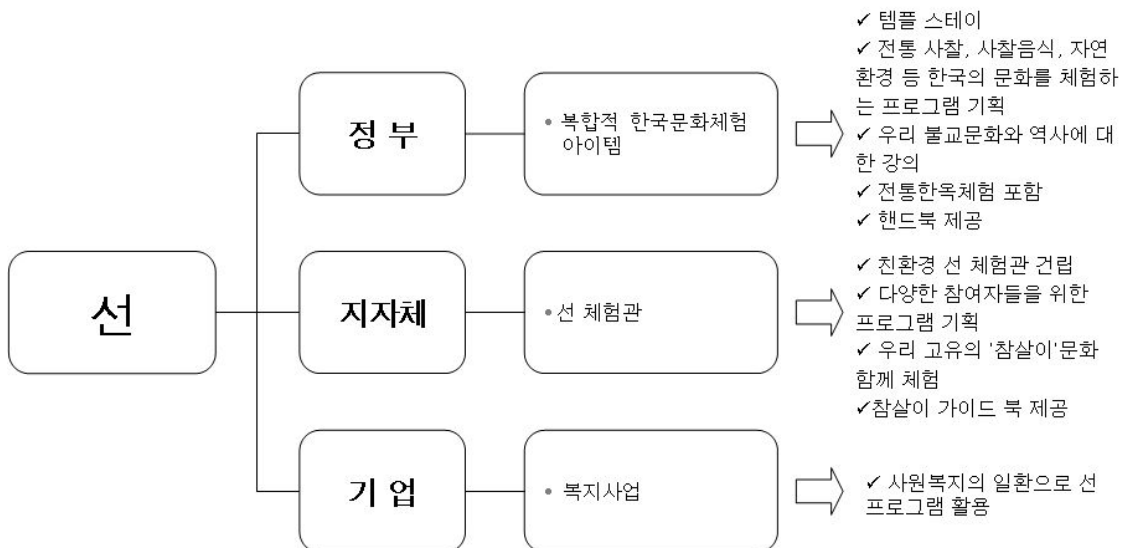 선
정 부
• 복합적 한국문화체험
아이템
✓ 템플 스테이
✓ 전통 사찰, 사찰음식, 자연
환경 등 한국의 문화를 체험하
는 프로그램 기획
✓ 우리 불교문화와 역사에 대
한 강의
✓ 전통한옥체험 포함
✓ 핸드북 제공
지자체
• 선 체험관
✓ 친환경 선 체험관 건립
✓ 다양한 참여자들을 위한
프로그램 기획
✓ 우리 고유의 '참살이'문화
함께 체험
✓참살이 가이드 북 제공
기 업
• 복지사업
✓ 사원복지의 일환으로 선
프로그램 활용